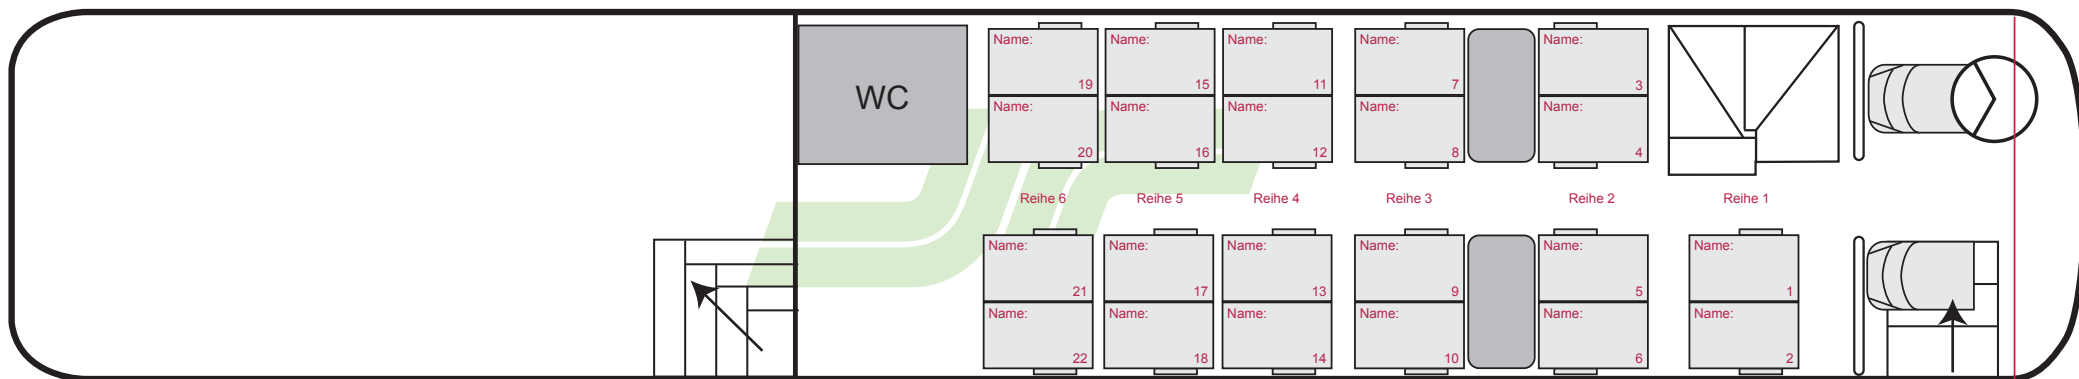 WC
Name: Name: Name: Name: Name:
19 15 11 7 3
Name: Name: Name: Name: Name:
20 16 12 8 4
Reihe 6 Reihe 5 Reihe 4 Reihe 3 Reihe 2 Reihe 1
Name: Name: Name: Name: Name: Name:
21 17 13 9 5 1
Name: Name: Name: Name: Name: Name:
22 18 14 10 6 2